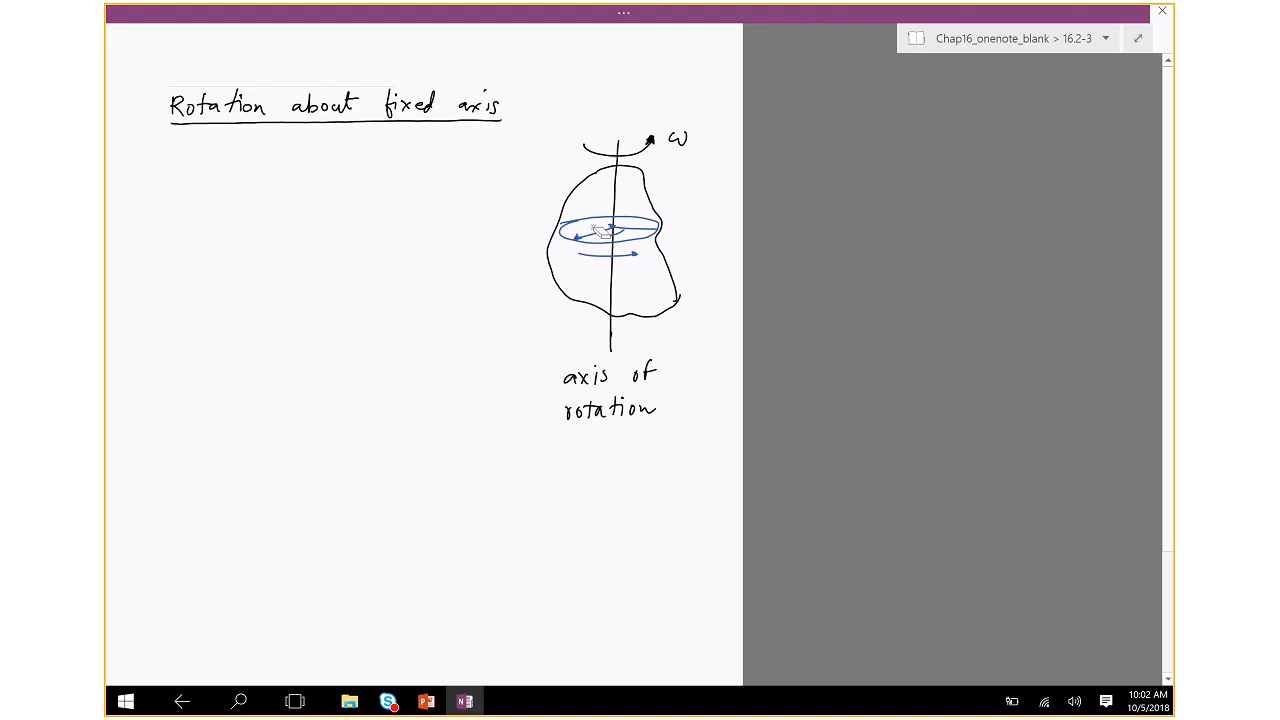 Chap16_onenote_blank > 16.2-3
Rotation about fixed axis
ω
axis of
rotation
10:02 AM
10/5/2018